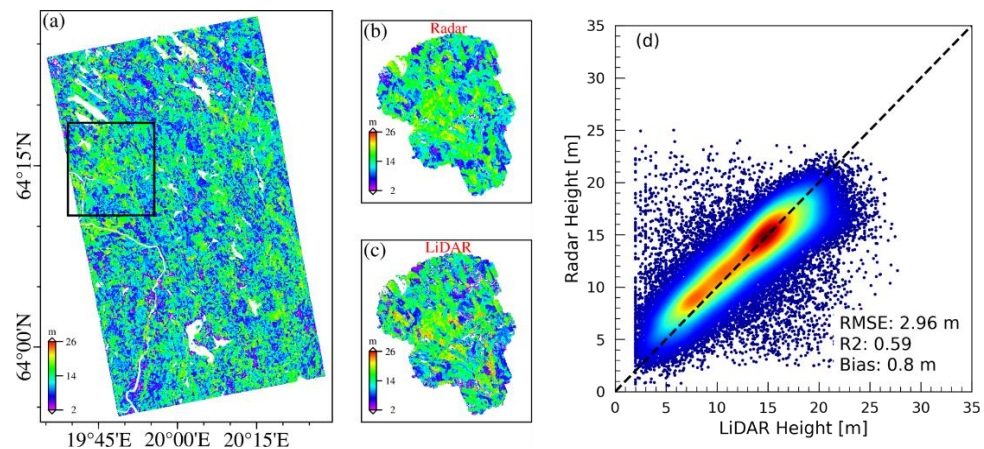 (a)
64°15'N
64°00'N
m
26
14
2
19°45'E 20°00'E 20°15'E
(b)
Radar
m
26
14
2
(c)
LiDAR
m
26
14
2
(d)
35
30
25
20
15
10
5
0
Radar Height [m]
RMSE: 2.96 m
R2: 0.59
Bias: 0.8 m
0 5 10 15 20 25 30 35
LiDAR Height [m]